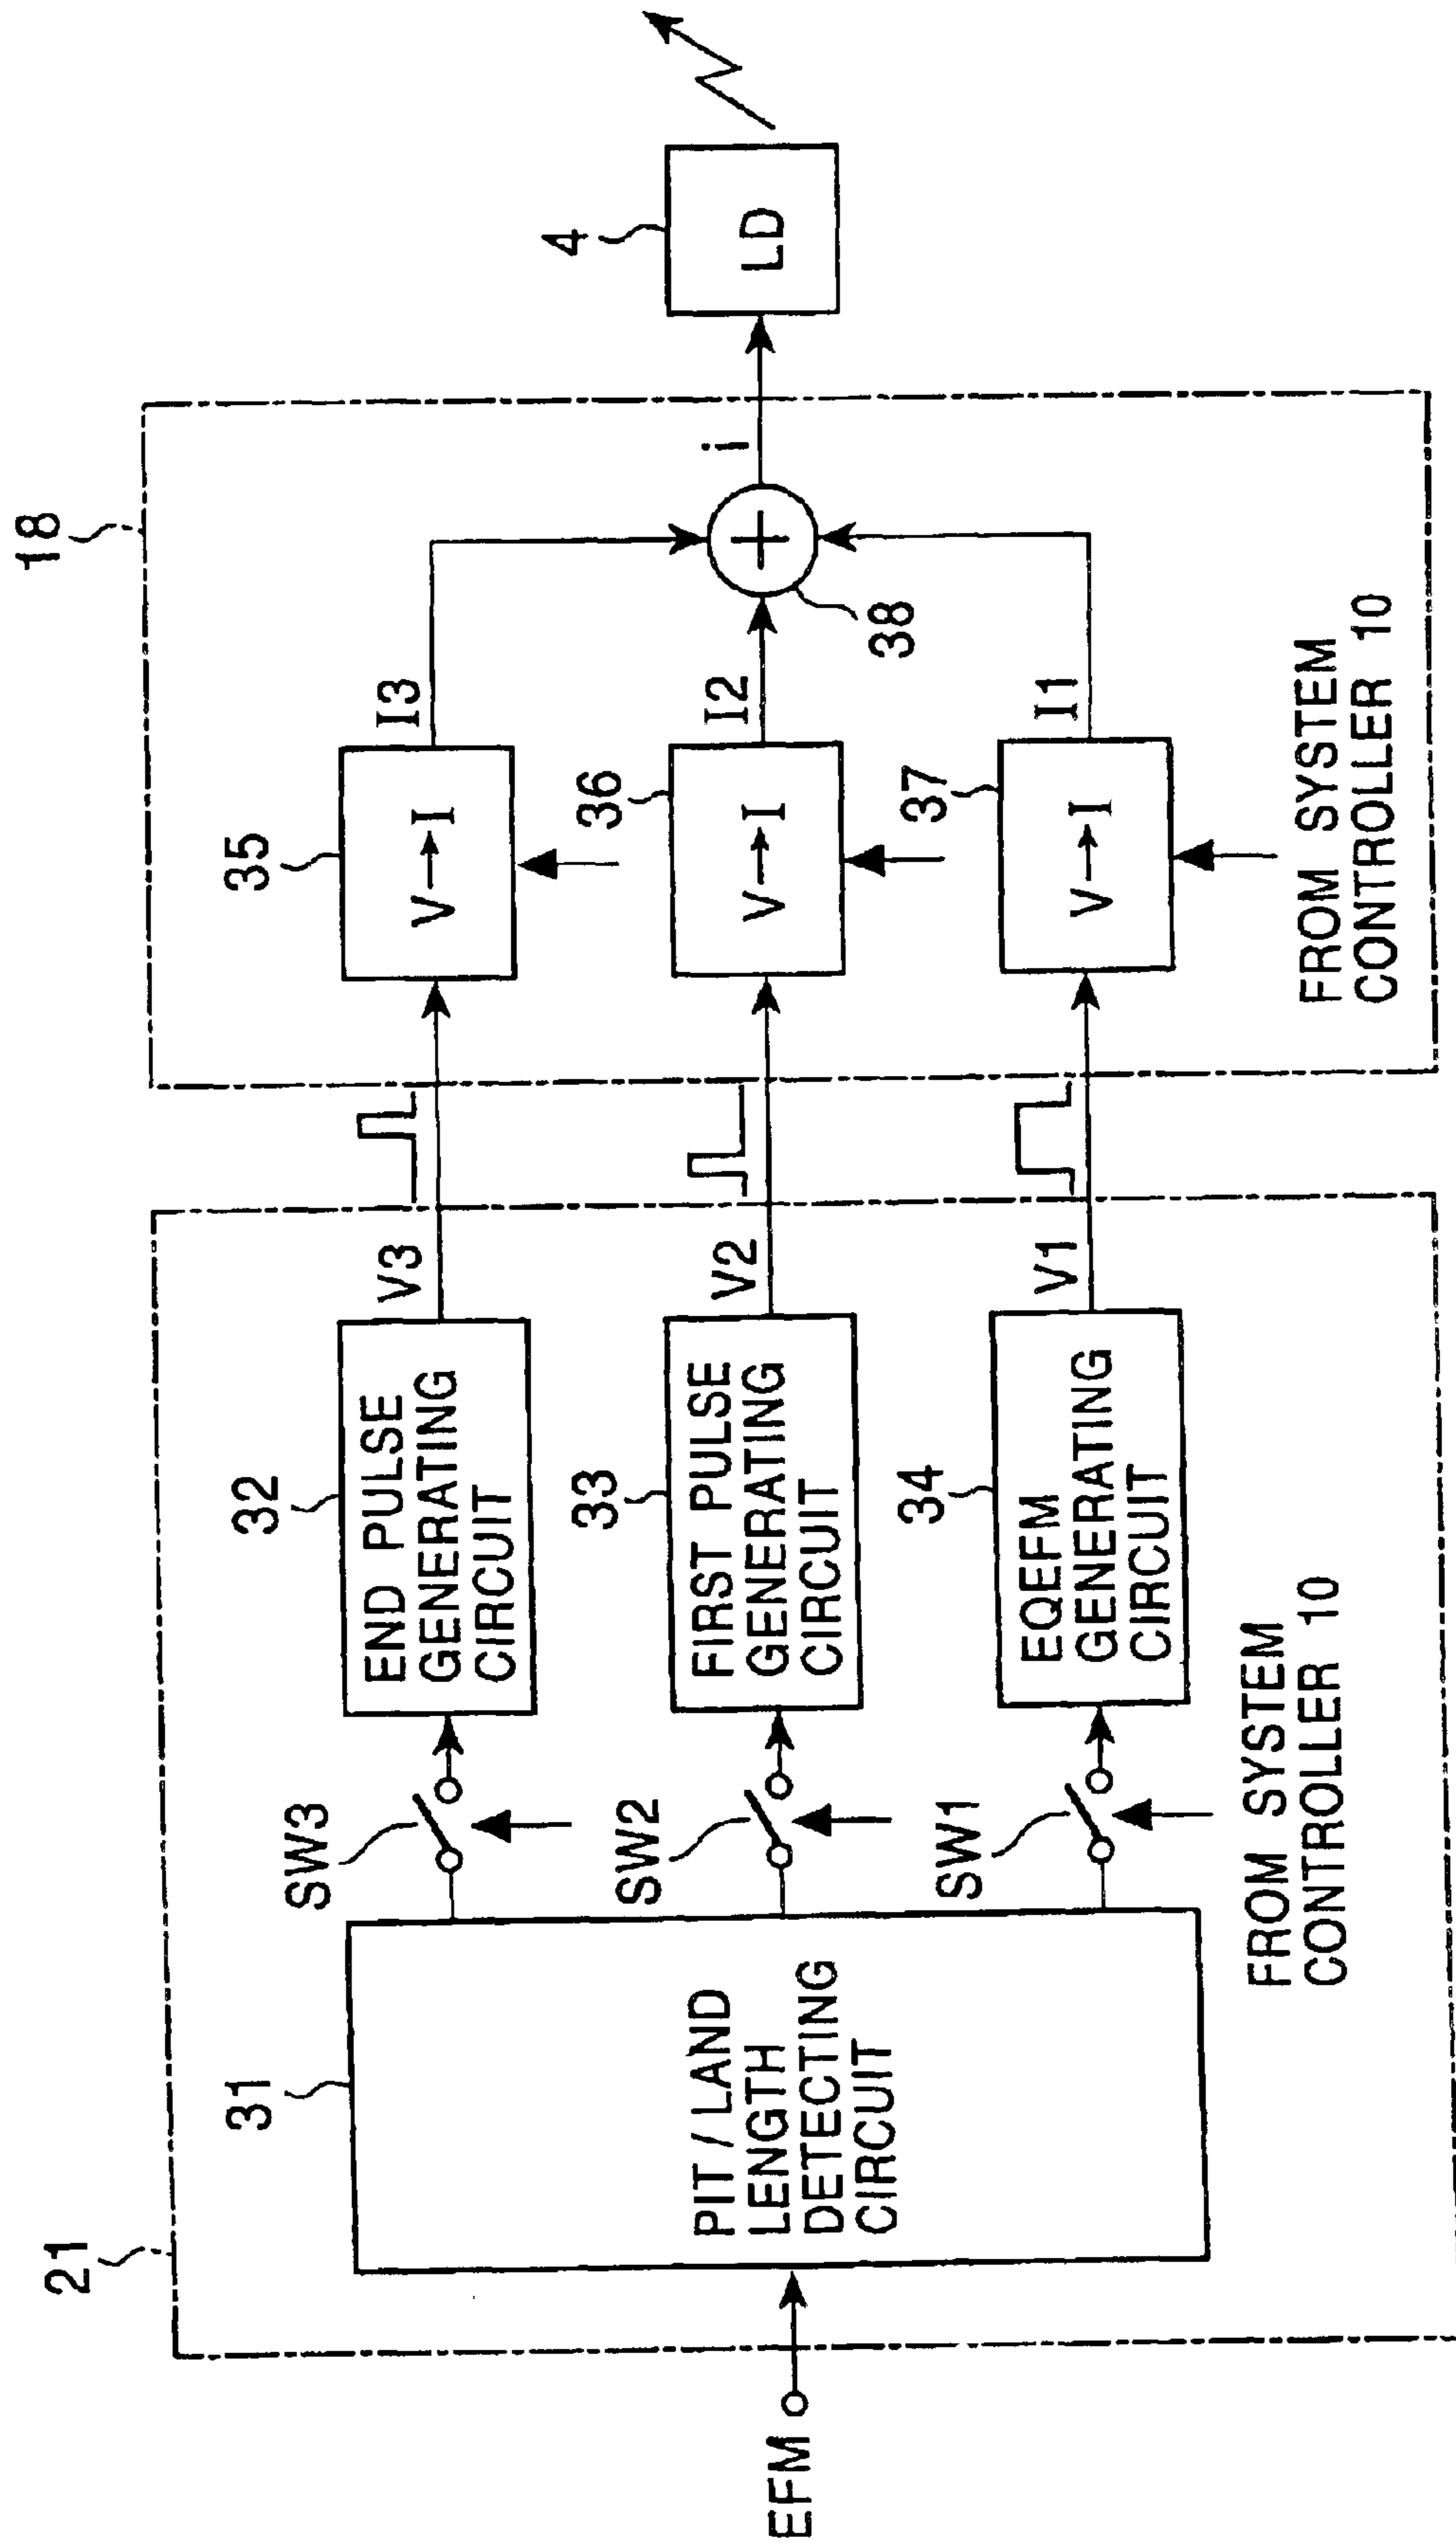 21
18
EFM
31
PIT / LAND
LENGTH
DETECTING
CIRCUIT
SW3
SW2
SW1
FROM SYSTEM
CONTROLLER 10
32
END PULSE
GENERATING
CIRCUIT
33
FIRST PULSE
GENERATING
CIRCUIT
34
EQEFM
GENERATING
CIRCUIT
V3
V2
V1
35
V→I
36
V→I
37
V→I
I3
I2
I1
FROM SYSTEM
CONTROLLER 10
+
38
i
4
LD